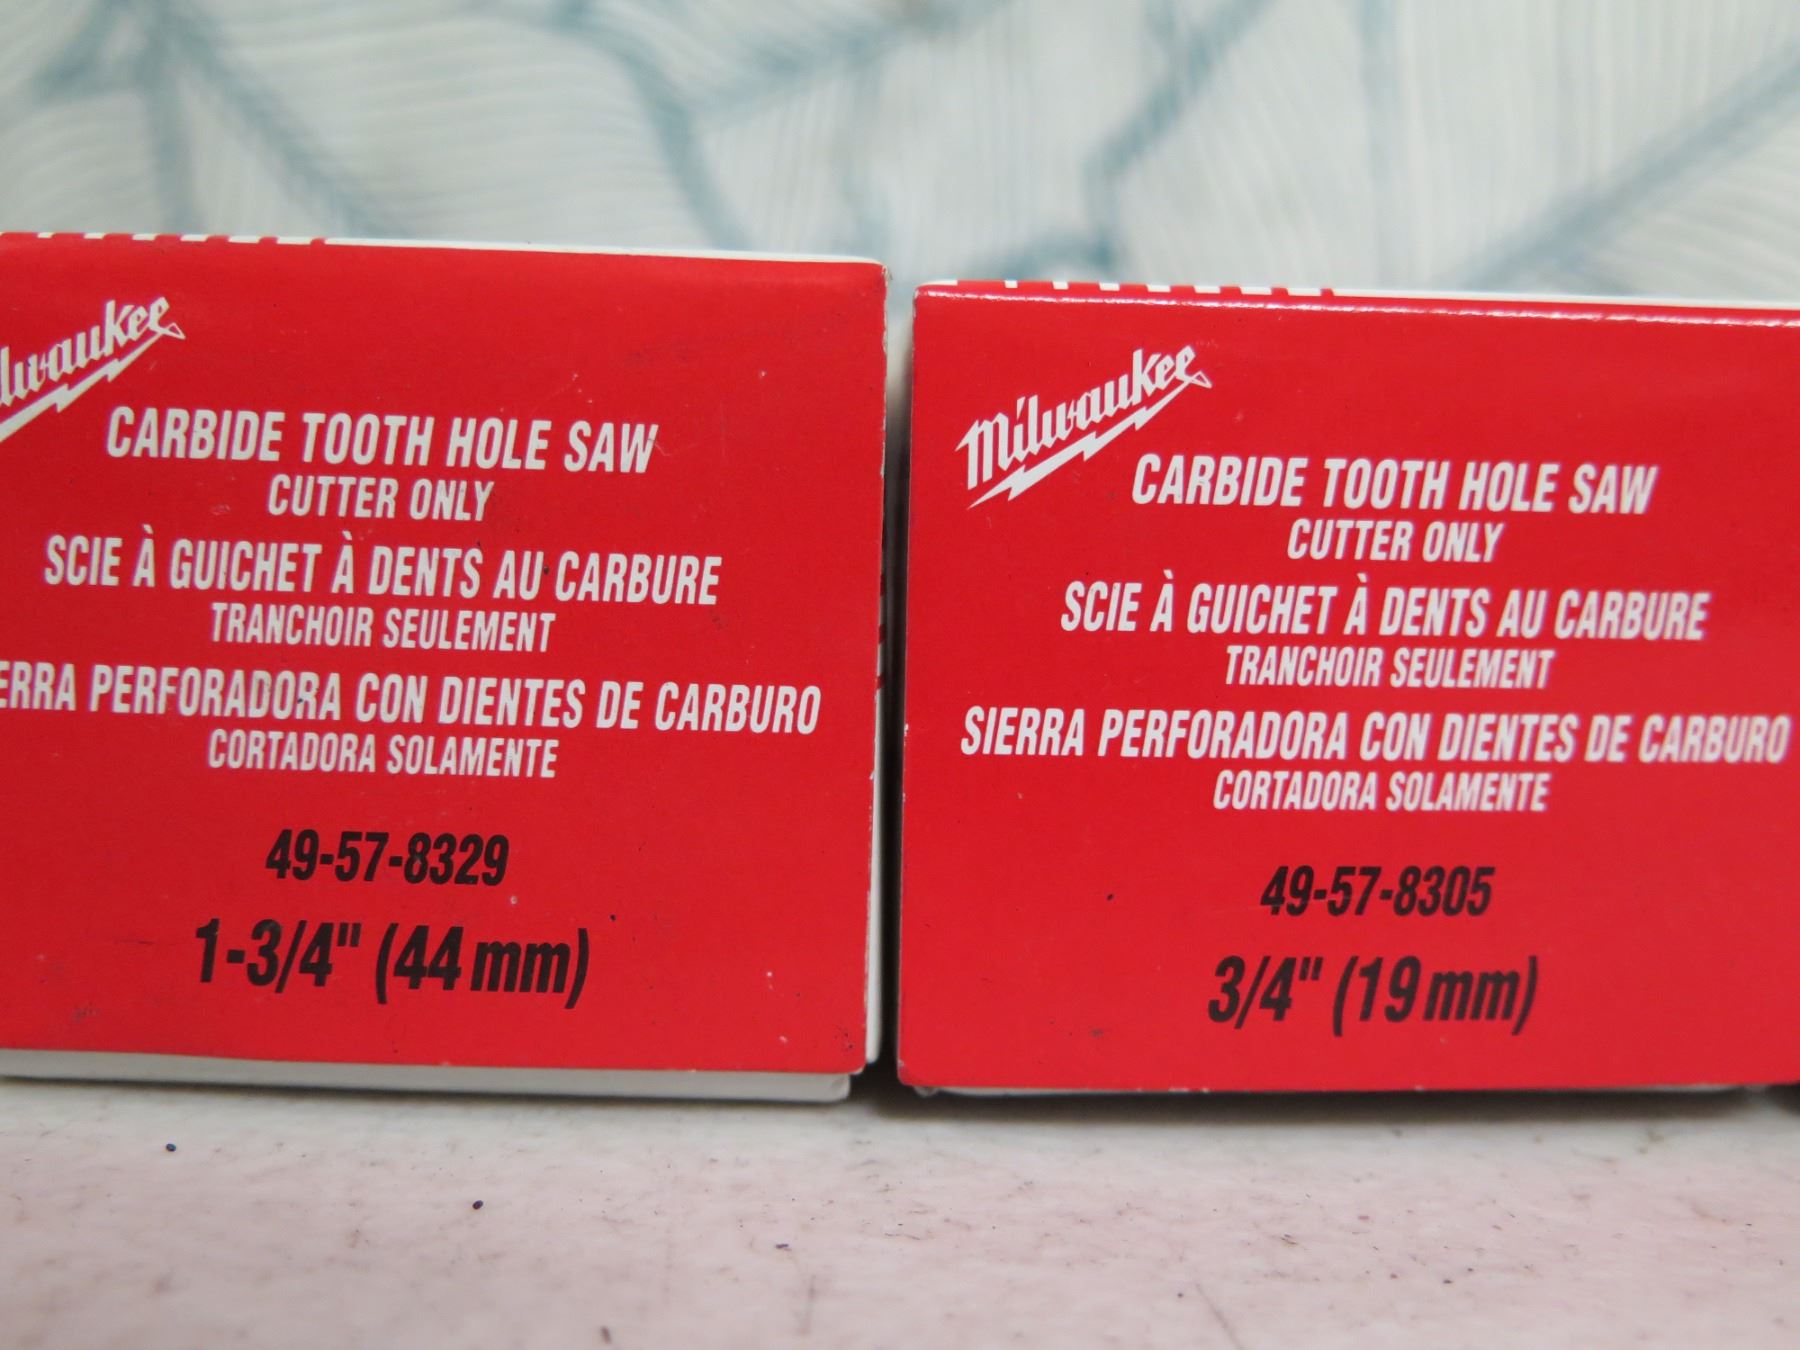 CARBIDE TOOTH HOLE SAW
CUTTER ONLY
SCIE À GUICHET À DENTS AU CARBURE
TRANCHOIR SEULEMENT
PERFORADORA CON DIENTES DE CARBURO
CORTADORA SOLAMENTE
49-57-8329
1-3/4" (44 mm)
Milwaukee
CARBIDE TOOTH HOLE SAW
CUTTER ONLY
SCIE À GUICHET À DENTS AU CARBURE
TRANCHOIR SEULEMENT
SIERRA PERFORADORA CON DIENTES DE CARBURO
CORTADORA SOLAMENTE
49-57-8305
3/4" (19 mm)